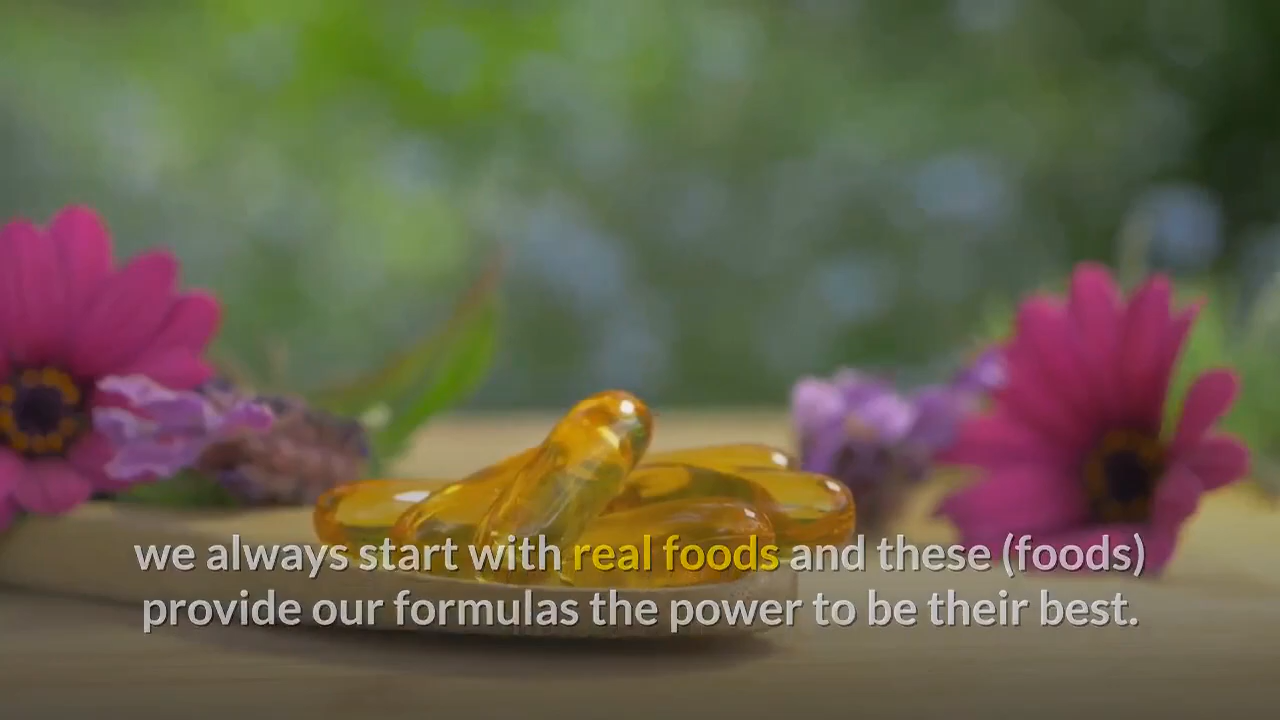 we always start with real foods and these (foods)
provide our formulas the power to be their best.